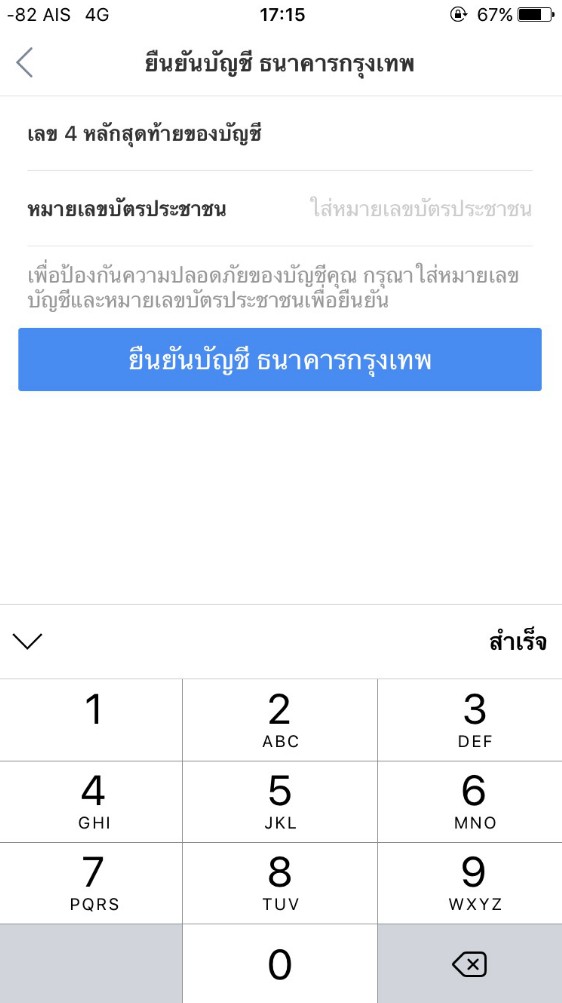 -82 AIS 4G 17:15 67%
ยืนยันบัญชี ธนาคารกรุงเทพ
เลข 4 หลักสุดท้ายของบัญชี
หมายเลขบัตรประชาชน ใส่หมายเลขบัตรประชาชน
เพื่อป้องกันความปลอดภัยของบัญชีคุณ กรุณาใส่หมายเลข
บัญชีและหมายเลขบัตรประชาชนเพื่อยืนยัน
ยืนยันบัญชี ธนาคารกรุงเทพ
สำเร็จ
1 2 3
ABC DEF
4 5 6
GHI JKL MNO
7 8 9
PQRS TUV WXYZ
0